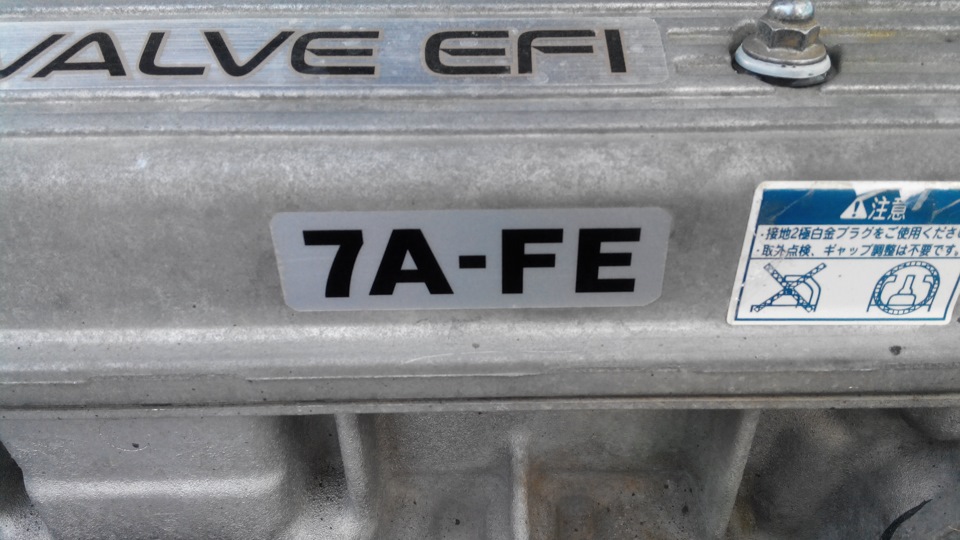 VALVE EFI
7A-FE
注意
・接地2極白金プラグをご使用くださ
・取外点検、ギャップ調整は不要です。